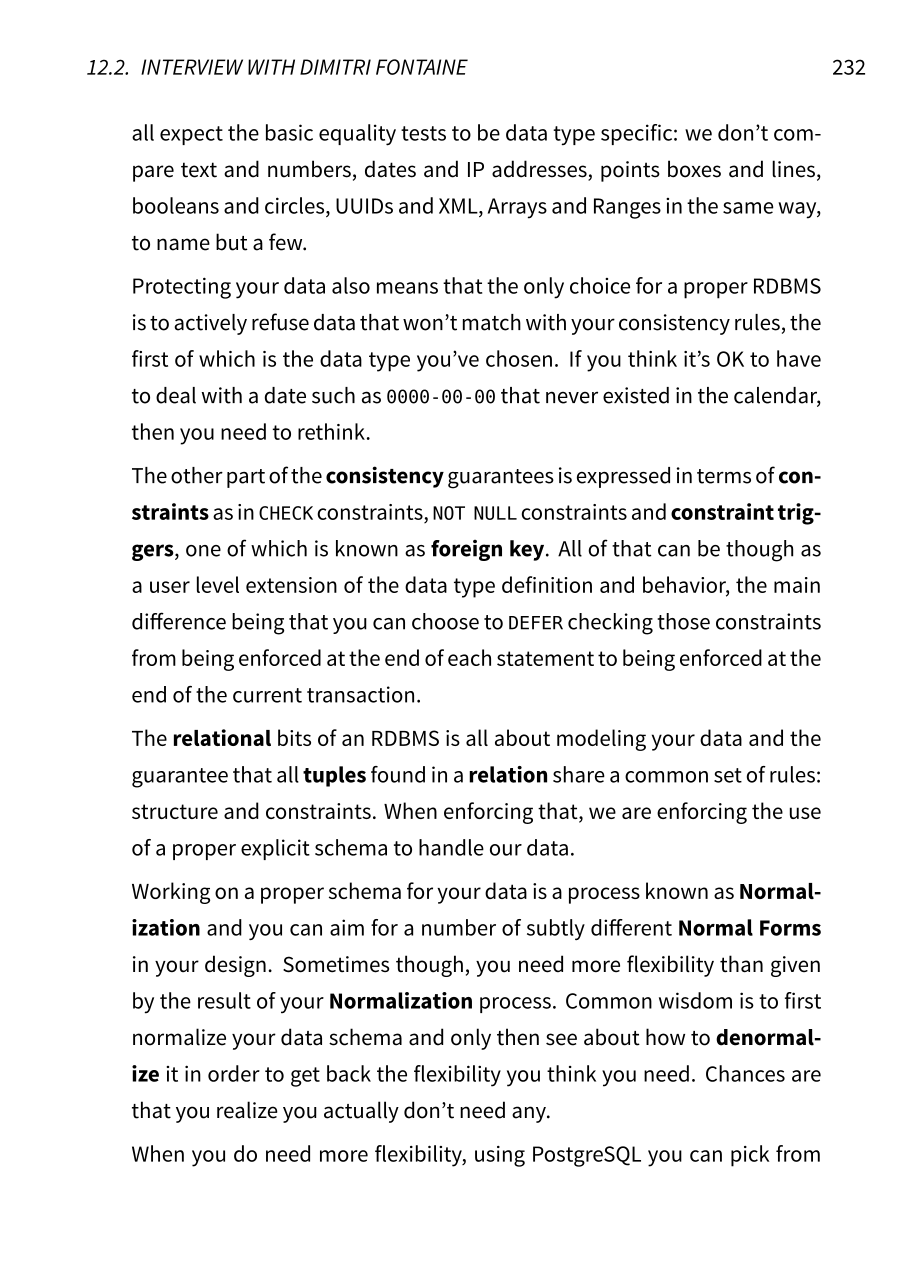 12.2. INTERVIEW WITH DIMITRI FONTAINE 232
all expect the basic equality tests to be data type specific: we don’t com-
pare text and numbers, dates and IP addresses, points boxes and lines,
booleans and circles, UUIDs and XML, Arrays and Ranges in the same way,
to name but a few.
Protecting your data also means that the only choice for a proper RDBMS
is to actively refuse data that won’t match with your consistency rules, the
first of which is the data type you’ve chosen. If you think it’s OK to have
to deal with a date such as 0000-00-00 that never existed in the calendar,
then you need to rethink.
The other part of the consistency guarantees is expressed in terms of con-
straints as in CHECK constraints, NOT NULL constraints and constraint trig-
gers, one of which is known as foreign key. All of that can be though as
a user level extension of the data type definition and behavior, the main
difference being that you can choose to DEFER checking those constraints
from being enforced at the end of each statement to being enforced at the
end of the current transaction.
The relational bits of an RDBMS is all about modeling your data and the
guarantee that all tuples found in a relation share a common set of rules:
structure and constraints. When enforcing that, we are enforcing the use
of a proper explicit schema to handle our data.
Working on a proper schema for your data is a process known as Normal-
ization and you can aim for a number of subtly different Normal Forms
in your design. Sometimes though, you need more flexibility than given
by the result of your Normalization process. Common wisdom is to first
normalize your data schema and only then see about how to denormal-
ize it in order to get back the flexibility you think you need. Chances are
that you realize you actually don’t need any.
When you do need more flexibility, using PostgreSQL you can pick from